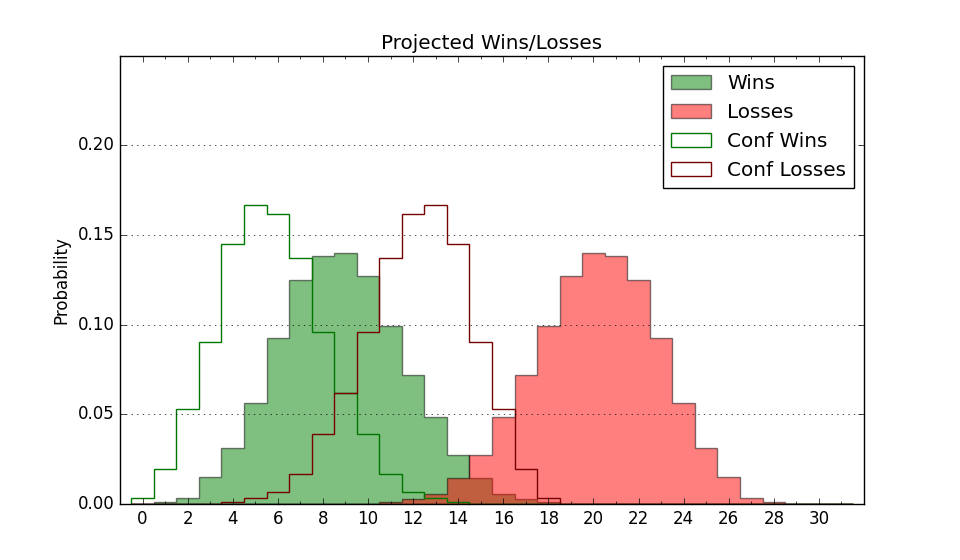 Projected Wins/Losses
Wins
Losses
Conf Wins
Conf Losses
Probability
0.20
0.15
0.10
0.05
0.00
0 2 4 6 8 10 12 14 16 18 20 22 24 26 28 30